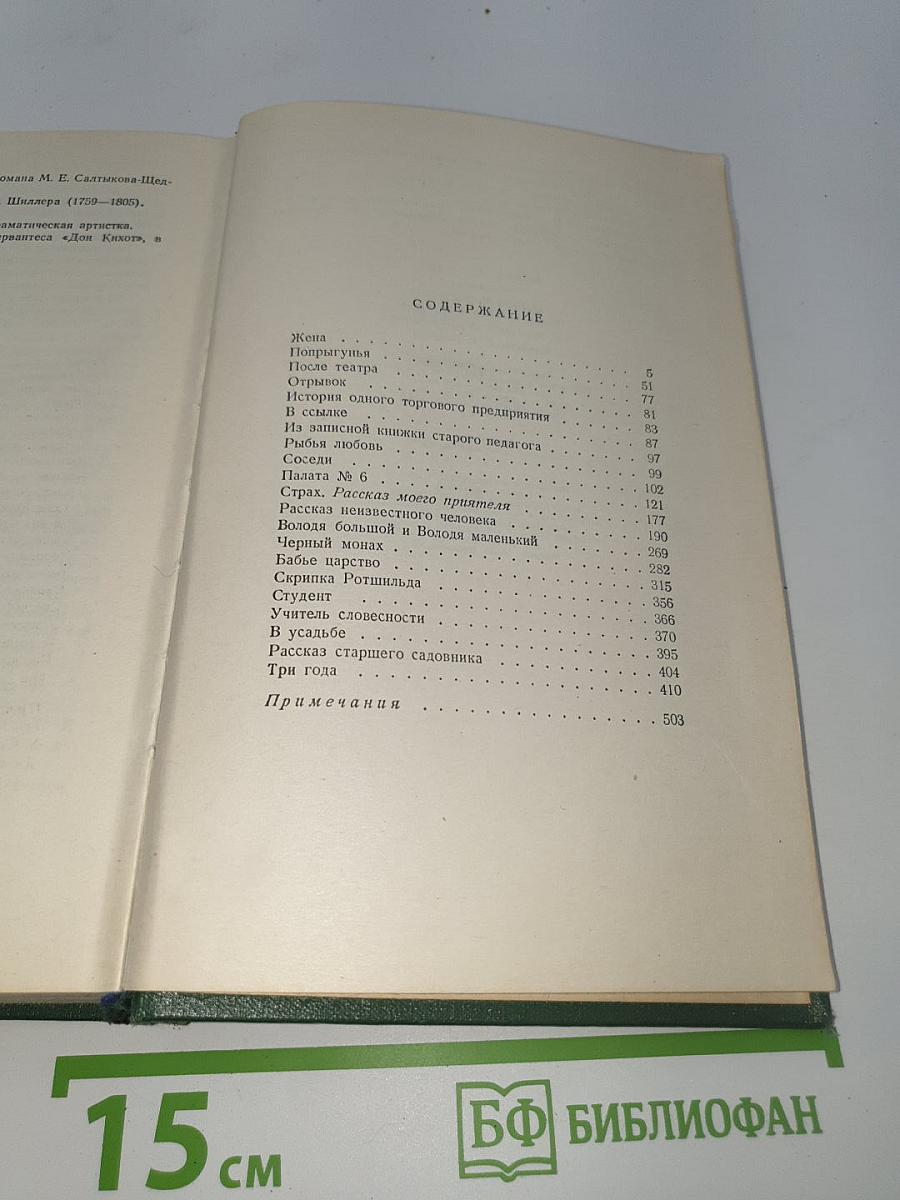 омана М. Е. Салтыкова-Щед-
Шиллера (1759—1805).
аматическая артистка.
рвантеса «Дон Кихот», в
СОДЕРЖАНИЕ
Жена . . . 5
Попрыгунья . . . 51
После театра . . . 77
Отрывок . . . 81
История одного торгового предприятия . . . 83
В ссылке . . . 87
Из записной книжки старого педагога . . . 97
Рыбья любовь . . . 99
Соседи . . . 102
Палата № 6 . . . 121
Страх. Рассказ моего приятеля . . . 177
Рассказ неизвестного человека . . . 190
Володя большой и Володя маленький . . . 269
Черный монах . . . 282
Бабье царство . . . 315
Скрипка Ротшильда . . . 356
Студент . . . 366
Учитель словесности . . . 370
В усадьбе . . . 395
Рассказ старшего садовника . . . 404
Три года . . . 410
Примечания . . . 503
15 см
БФ БИБЛИОФАН